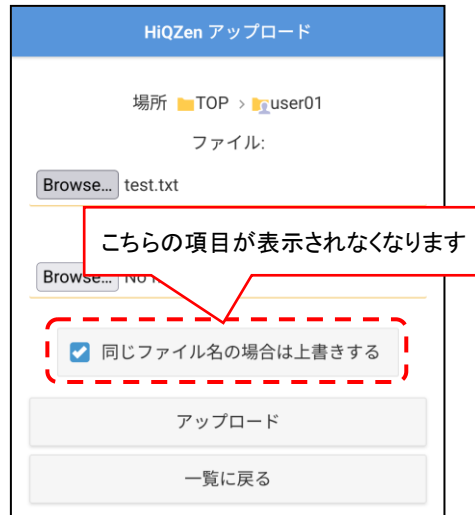 HiQZen アップロード
場所 TOP > user01
ファイル:
Browse... test.txt
こちらの項目が表示されなくなります
Browse...
同じファイル名の場合は上書きする
アップロード
一覧に戻る